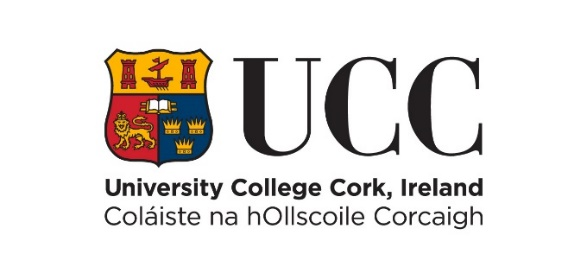 UCC
University College Cork, Ireland
Coláiste na hOllscoile Corcaigh